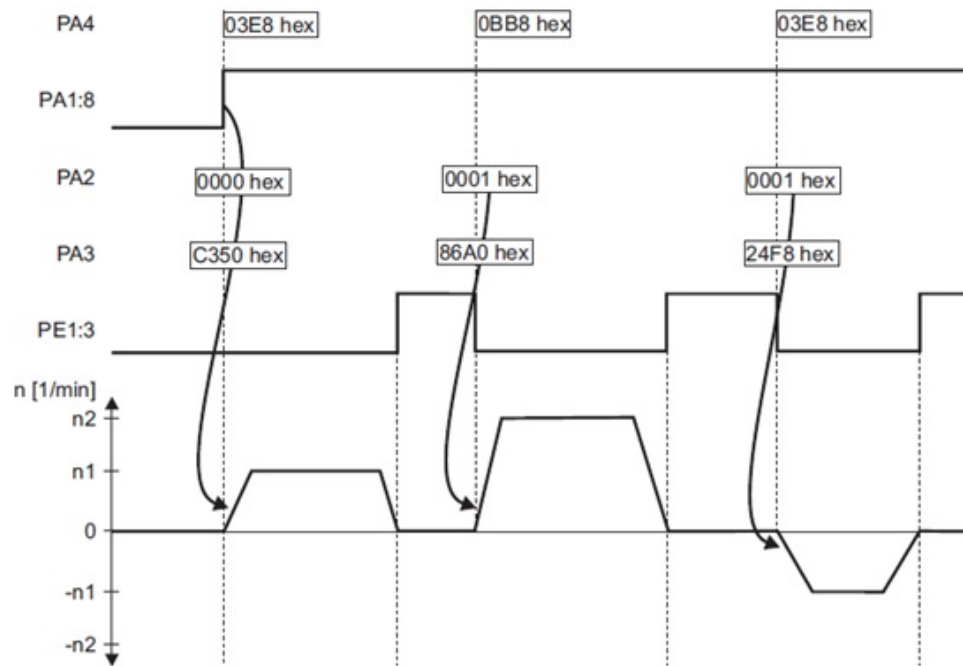 PA4 03E8 hex 0BB8 hex 03E8 hex
PA1:8
PA2 0000 hex 0001 hex 0001 hex
PA3 C350 hex 86A0 hex 24F8 hex
PE1:3
n [1/min]
n2
n1
0
-n1
-n2